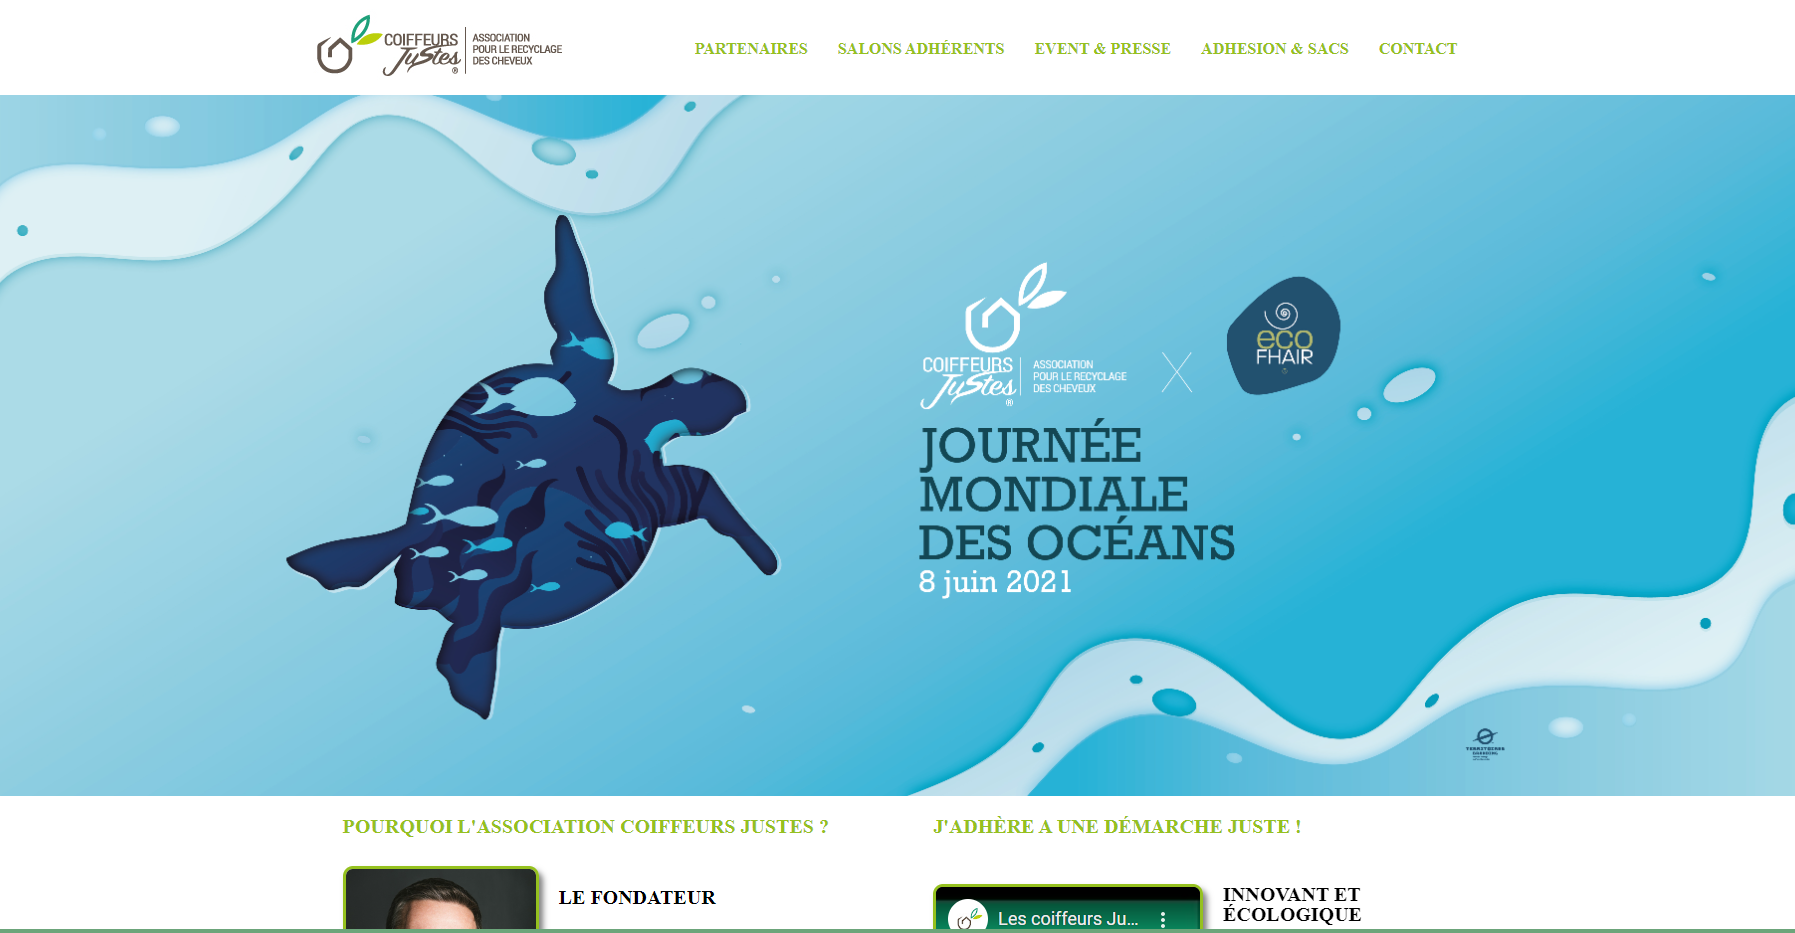 COIFFEURS
Justes
®
ASSOCIATION
POUR LE RECYCLAGE
DES CHEVEUX
PARTENAIRES
SALONS ADHÉRENTS
EVENT & PRESSE
ADHESION & SACS
CONTACT
COIFFEURS
Justes
®
ASSOCIATION
POUR LE RECYCLAGE
DES CHEVEUX
eco
FHAIR
JOURNÉE
MONDIALE
DES OCÉANS
8 juin 2021
TERRITOIRES
POURQUOI L'ASSOCIATION COIFFEURS JUSTES ?
J'ADHÈRE A UNE DÉMARCHE JUSTE !
LE FONDATEUR
Les coiffeurs Ju...
INNOVANT ET
ÉCOLOGIQUE